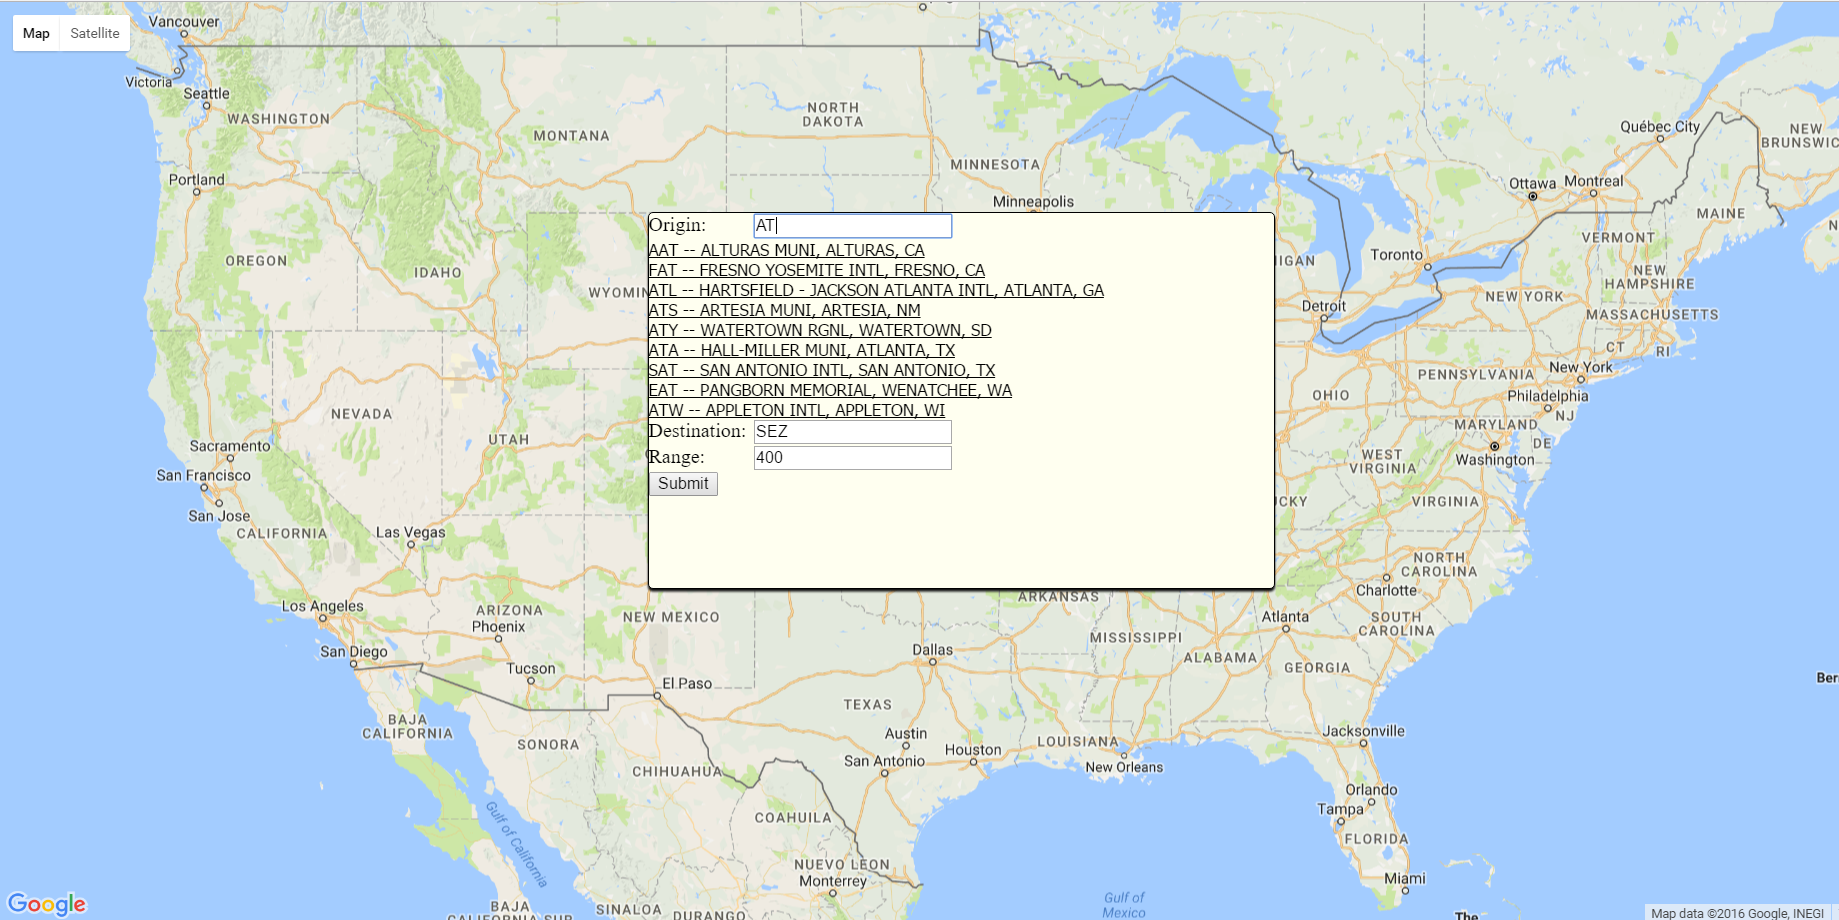 Vancouver
Map Satellite
Victoria
Seattle
WASHINGTON
NORTH
DAKOTA
MONTANA
Québec City
NEW
BRUNSWIC
MINNESOTA
Portland
Ottawa Montreal
Minneapolis
MAINE
Origin: AT
AAT -- ALTURAS MUNI, ALTURAS, CA
FAT -- FRESNO YOSEMITE INTL, FRESNO, CA
ATL -- HARTSFIELD - JACKSON ATLANTA INTL, ATLANTA, GA
ATS -- ARTESIA MUNI, ARTESIA, NM
ATY -- WATERTOWN RGNL, WATERTOWN, SD
ATA -- HALL-MILLER MUNI, ATLANTA, TX
SAT -- SAN ANTONIO INTL, SAN ANTONIO, TX
EAT -- PANGBORN MEMORIAL, WENATCHEE, WA
ATW -- APPLETON INTL, APPLETON, WI
Destination: SEZ
Range: 400
Submit
OREGON
IDAHO
WYOMIN
IGAN
Toronto
VERMONT
NEW
HAMPSHIRE
Detroit
NEW YORK
MASSACHUSETTS
CT
RI
New York
PENNSYLVANIA
OHIO
Philadelphia
NJ
NEVADA
UTAH
MARYLAND
DE
Sacramento
San Francisco
WEST
VIRGINIA
Washington
CKY
VIRGINIA
San Jose
CALIFORNIA
Las Vegas
NORTH
CAROLINA
Charlotte
Los Angeles
ARIZONA
Phoenix
NEW MEXICO
ARKANSAS
Atlanta
SOUTH
CAROLINA
San Diego
Tucson
Dallas
MISSISSIPPI
ALABAMA
GEORGIA
El Paso
Ber
TEXAS
BAJA
CALIFORNIA
SONORA
Austin
Houston
San Antonio
LOUISIANA
New Orleans
Jacksonville
CHIHUAHUA
Orlando
Tampa
FLORIDA
COAHUILA
Gulf of California
NUEVO LEON
Monterrey
Miami
Gulf of
Mexico
BAJA
CALIFORNIA SUR
SINALOA
DURANGO
The
Google
Map data ©2016 Google, INEGI